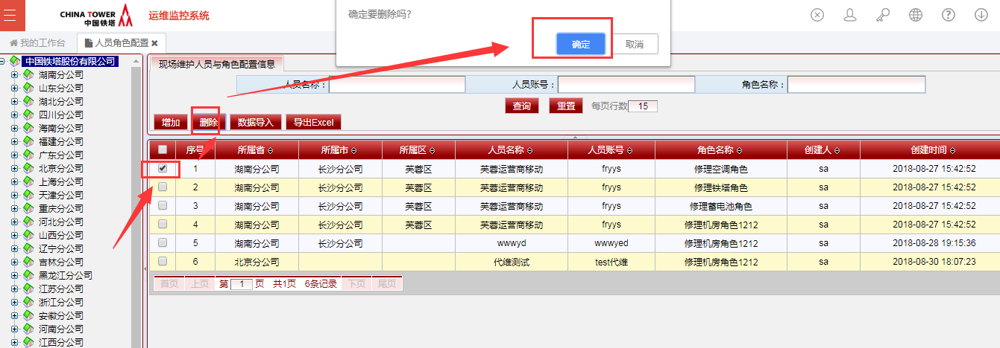 确定要删除吗?
确定
取消
CHINA TOWER
中国铁塔
运维监控系统
我的工作台
人员角色配置
中国铁塔股份有限公司
湖南分公司
山东分公司
湖北分公司
四川分公司
海南分公司
福建分公司
广东分公司
北京分公司
上海分公司
天津分公司
重庆分公司
河北分公司
山西分公司
辽宁分公司
吉林分公司
黑龙江分公司
江苏分公司
浙江分公司
安徽分公司
河南分公司
江西分公司
现场维护人员与角色配置信息
人员名称: 人员账号: 角色名称:
查询 重置 每页行数 15
增加 删除 数据导入 导出Excel
序号 所属省 所属市 所属区 人员名称 人员账号 角色名称 创建人 创建时间
1 湖南分公司 长沙分公司 芙蓉区 芙蓉运营商移动 fryys 修理空调角色 sa 2018-08-27 15:42:52
2 湖南分公司 长沙分公司 芙蓉区 芙蓉运营商移动 fryys 修理铁塔角色 sa 2018-08-27 15:42:52
3 湖南分公司 长沙分公司 芙蓉区 芙蓉运营商移动 fryys 修理蓄电池角色 sa 2018-08-27 15:42:52
4 湖南分公司 长沙分公司 芙蓉区 芙蓉运营商移动 fryys 修理机房角色1212 sa 2018-08-27 15:42:52
5 湖南分公司 长沙分公司 wwwyd wwwyed 修理机房角色1212 sa 2018-08-28 19:15:36
6 北京分公司 代维测试 test代维 修理机房角色1212 sa 2018-08-30 18:07:23
首页 上页 第 1 页 共1页 6条记录 下页 尾页